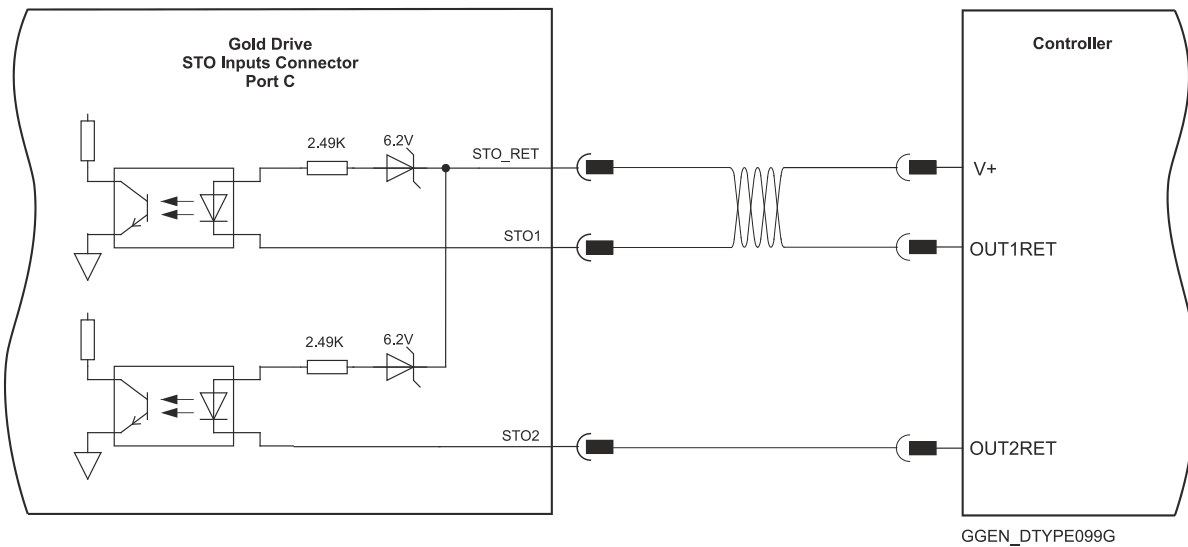 Gold Drive
STO Inputs Connector
Port C
Controller
2.49K
6.2V
STO_RET
V+
STO1
OUT1RET
2.49K
6.2V
STO2
OUT2RET
GGEN_DTYPE099G